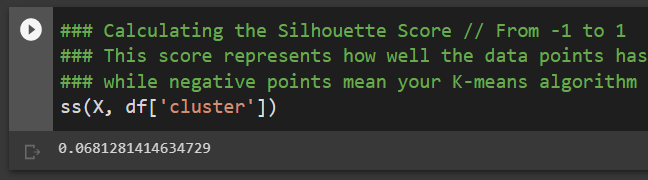 ### Calculating the Silhouette Score // From -1 to 1
### This score represents how well the data points has
### while negative points mean your K-means algorithm
ss(X, df['cluster'])
0.0681281414634729